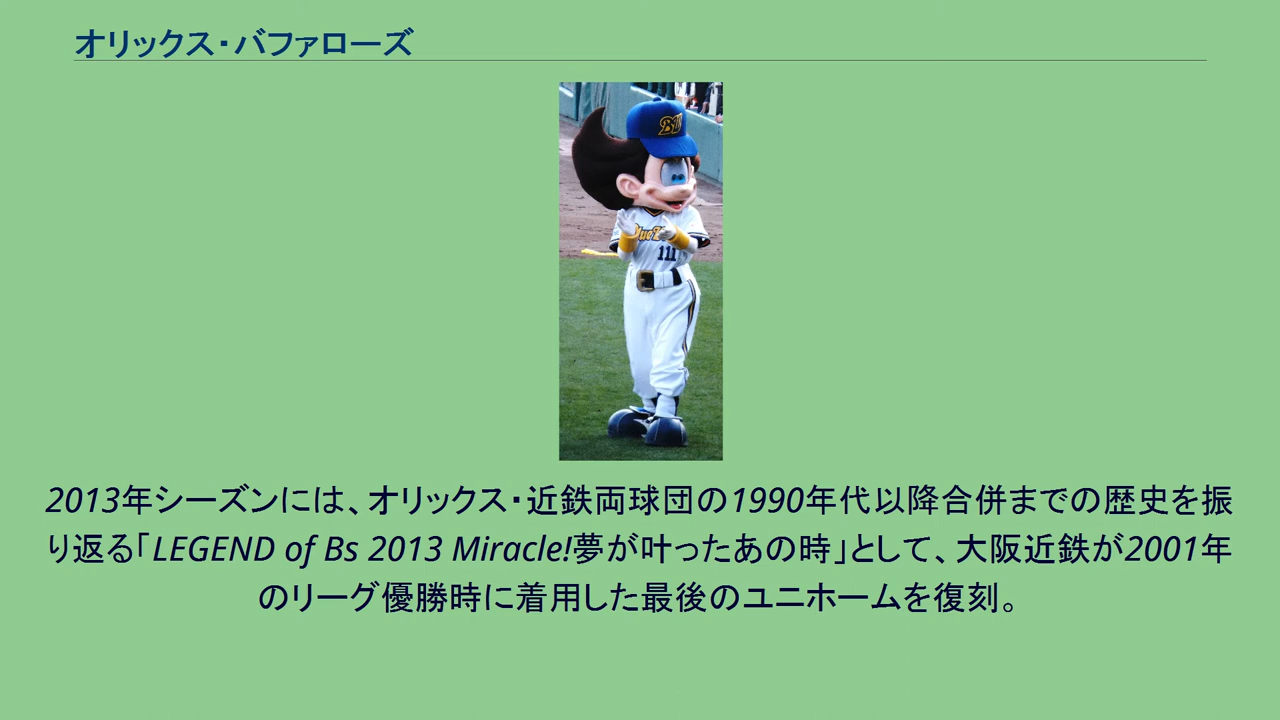 オリックス・バファローズ
BW
111
2013年シーズンには、オリックス・近鉄両球団の1990年代以降合併までの歴史を振
り返る「LEGEND of Bs 2013 Miracle!夢が叶ったあの時」として、大阪近鉄が2001年
のリーグ優勝時に着用した最後のユニホームを復刻。